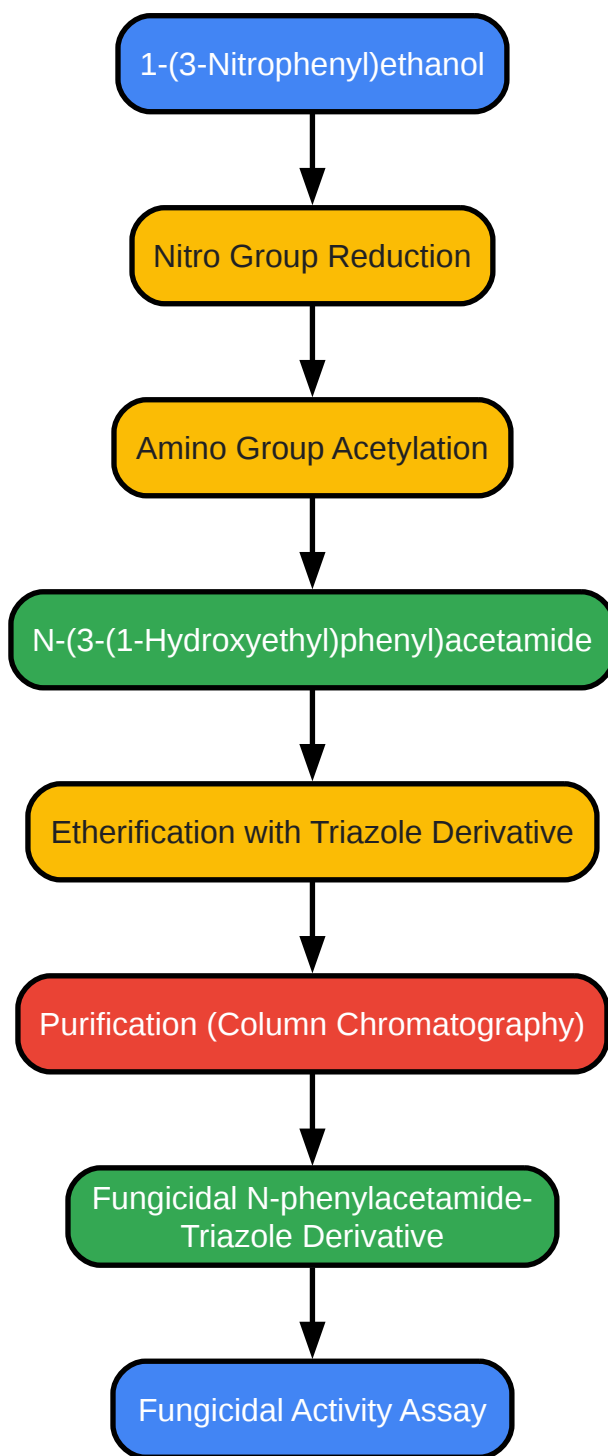 1-(3-Nitrophenyl)ethanol
Nitro Group Reduction
Amino Group Acetylation
N-(3-(1-Hydroxyethyl)phenyl)acetamide
Etherification with Triazole Derivative
Purification (Column Chromatography)
Fungicidal N-phenylacetamide-
Triazole Derivative
Fungicidal Activity Assay